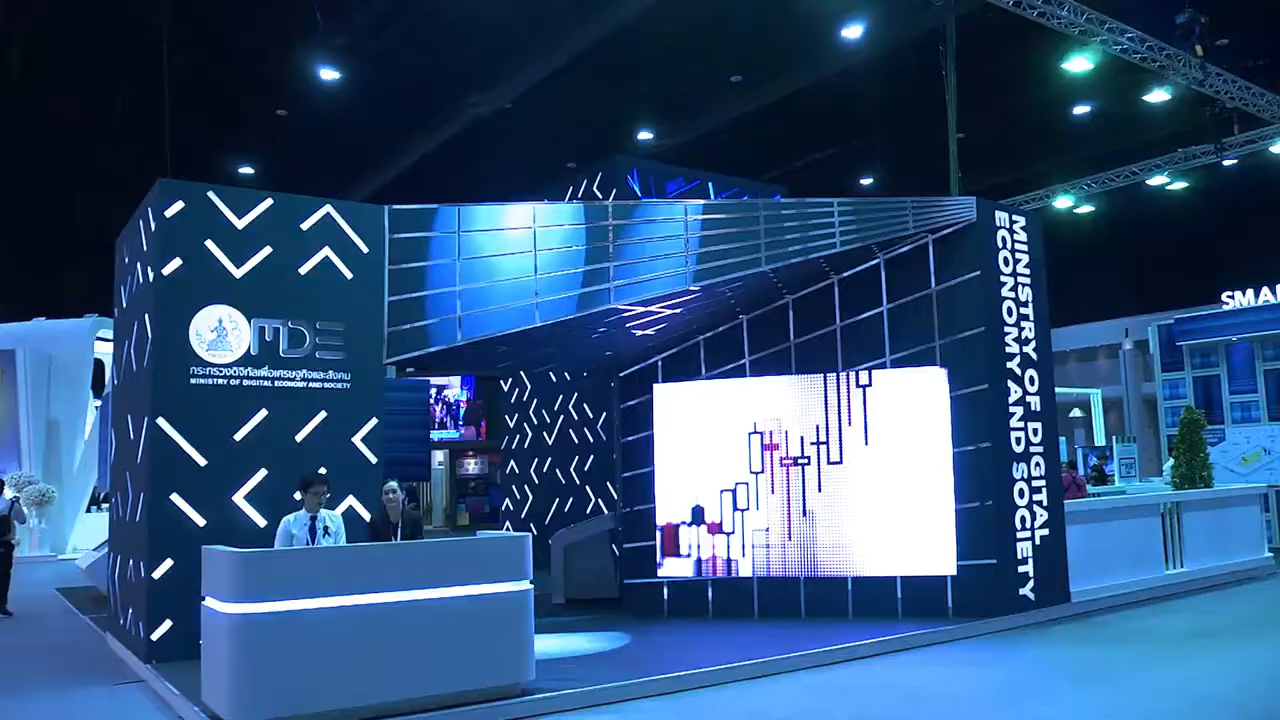 MDE
กระทรวงดิจิทัลเพื่อเศรษฐกิจและสังคม
MINISTRY OF DIGITAL ECONOMY AND SOCIETY
MINISTRY OF DIGITAL
ECONOMY AND SOCIETY